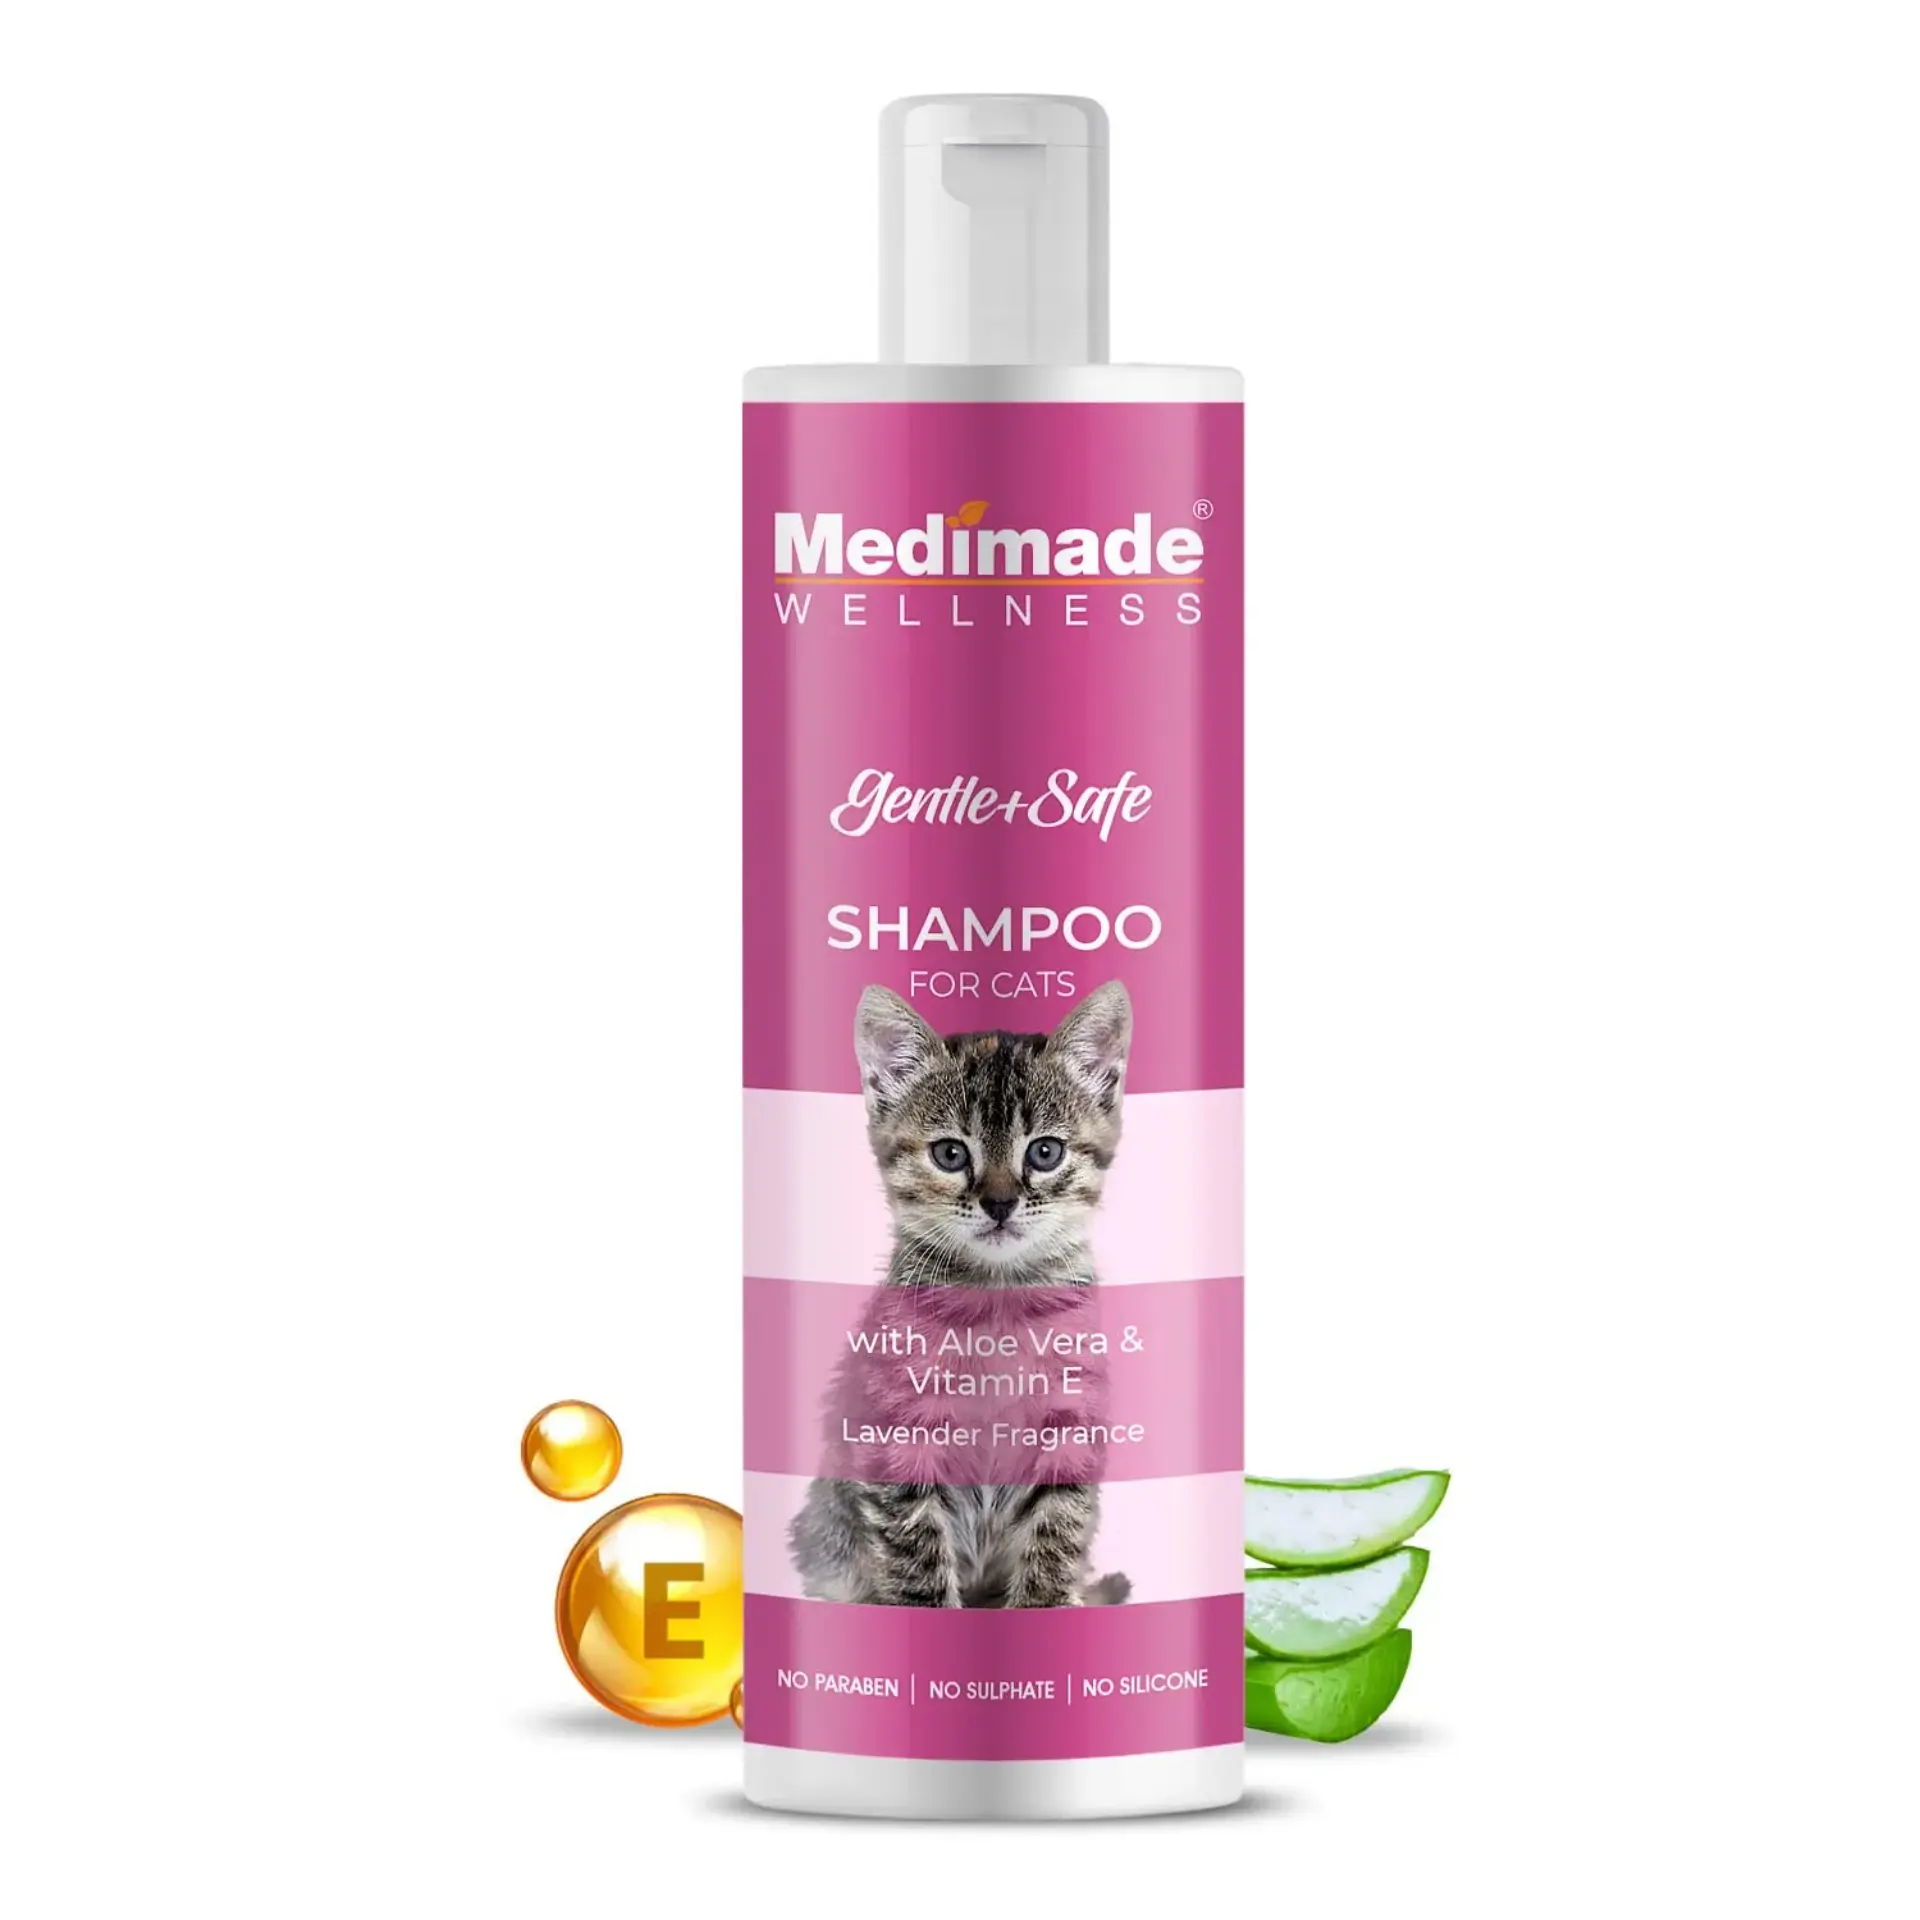 Medimade®
WELLNESS
Gentle+Safe
SHAMPOO
FOR CATS
with Aloe Vera &
Vitamin E
Lavender Fragrance
NO PARABEN | NO SULPHATE | NO SILICONE
E